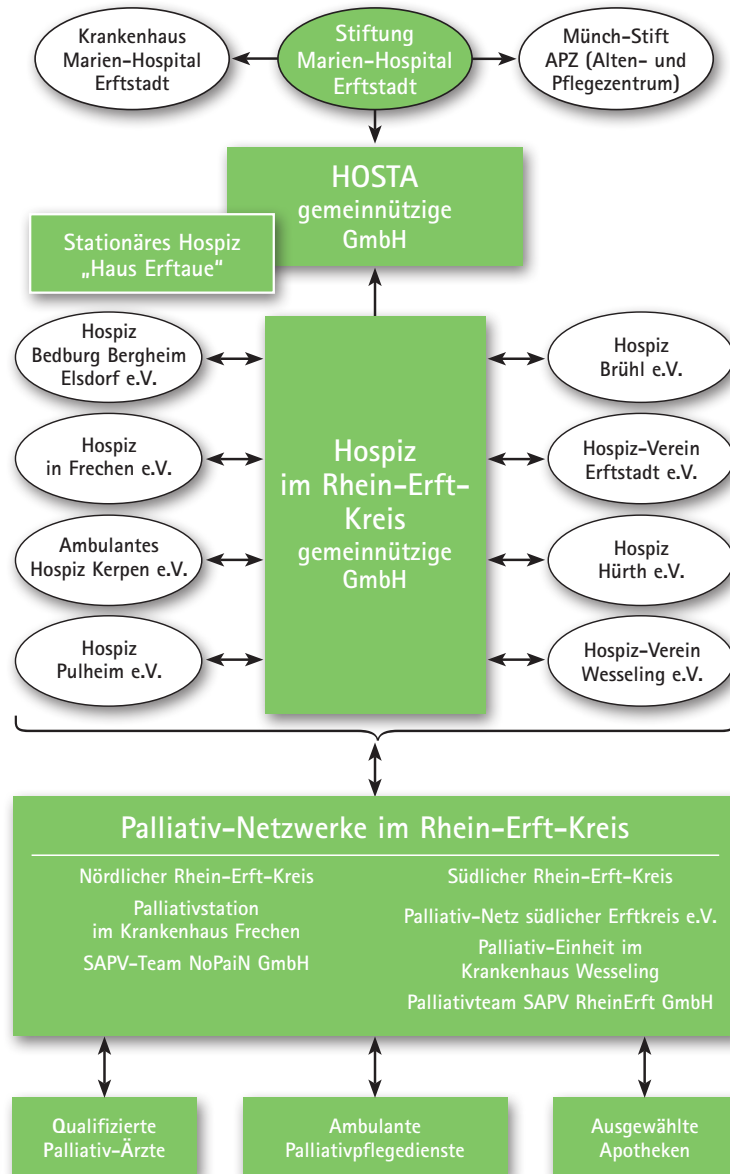 Krankenhaus
Marien-Hospital
Erftstadt
Stiftung
Marien-Hospital
Erftstadt
Münch-Stift
APZ (Alten- und
Pflegezentrum)
HOSTA
gemeinnützige
GmbH
Stationäres Hospiz
„Haus Erftaue“
Hospiz
Bedburg Bergheim
Elsdorf e.V.
Hospiz
in Frechen e.V.
Ambulantes
Hospiz Kerpen e.V.
Hospiz
Pulheim e.V.
Hospiz
im Rhein-Erft-
Kreis
gemeinnützige
GmbH
Hospiz
Brühl e.V.
Hospiz-Verein
Erftstadt e.V.
Hospiz
Hürth e.V.
Hospiz-Verein
Wesseling e.V.
Palliativ-Netzwerke im Rhein-Erft-Kreis
Nördlicher Rhein-Erft-Kreis
Palliativstation
im Krankenhaus Frechen
SAPV-Team NoPaiN GmbH
Südlicher Rhein-Erft-Kreis
Palliativ-Netz südlicher Erftkreis e.V.
Palliativ-Einheit im
Krankenhaus Wesseling
Palliativteam SAPV RheinErft GmbH
Qualifizierte
Palliativ-Ärzte
Ambulante
Palliativpflegedienste
Ausgewählte
Apotheken